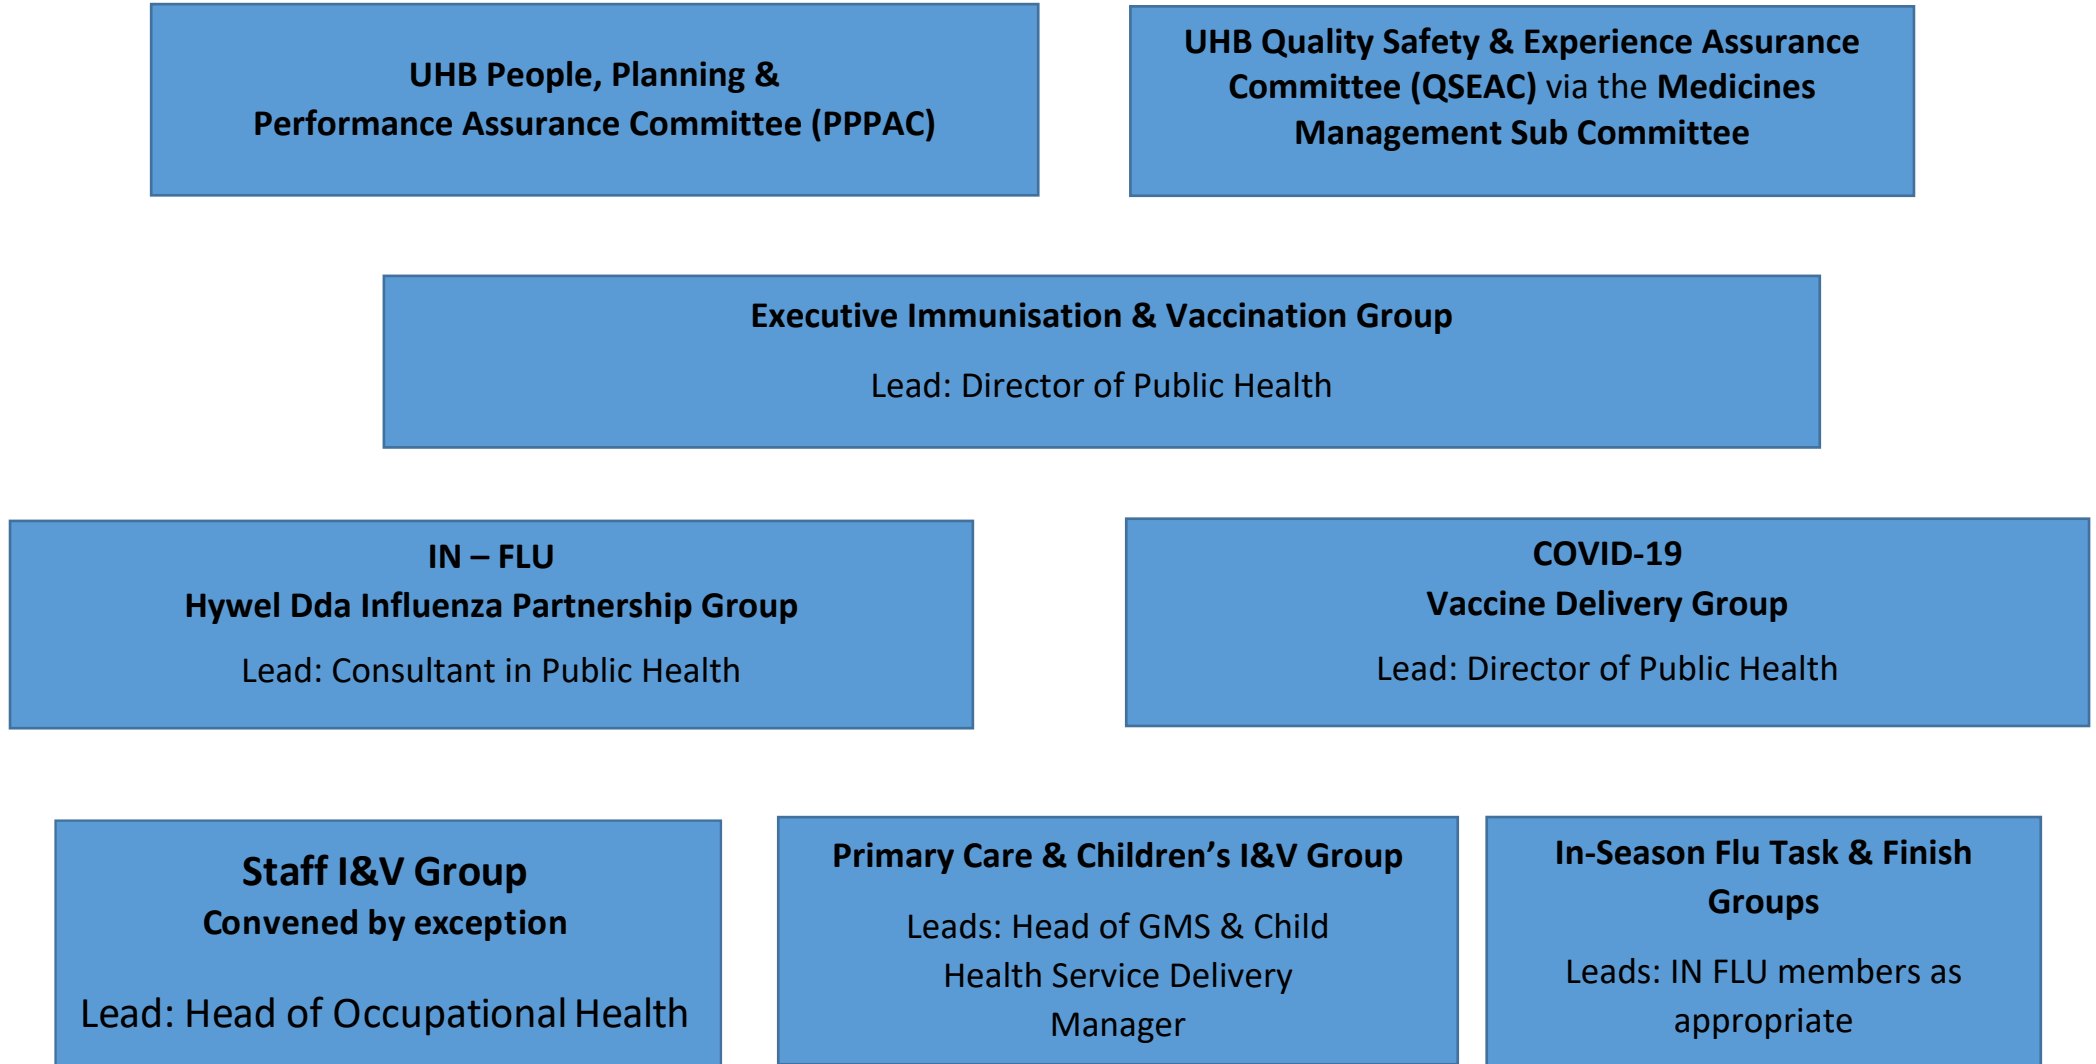 UHB People, Planning &
Performance Assurance Committee (PPPAC)
UHB Quality Safety & Experience Assurance
Committee (QSEAC) via the Medicines
Management Sub Committee
Executive Immunisation & Vaccination Group
Lead: Director of Public Health
IN – FLU
Hywel Dda Influenza Partnership Group
Lead: Consultant in Public Health
COVID-19
Vaccine Delivery Group
Lead: Director of Public Health
Staff I&V Group
Convened by exception
Lead: Head of Occupational Health
Primary Care & Children’s I&V Group
Leads: Head of GMS & Child
Health Service Delivery
Manager
In-Season Flu Task & Finish
Groups
Leads: IN FLU members as
appropriate